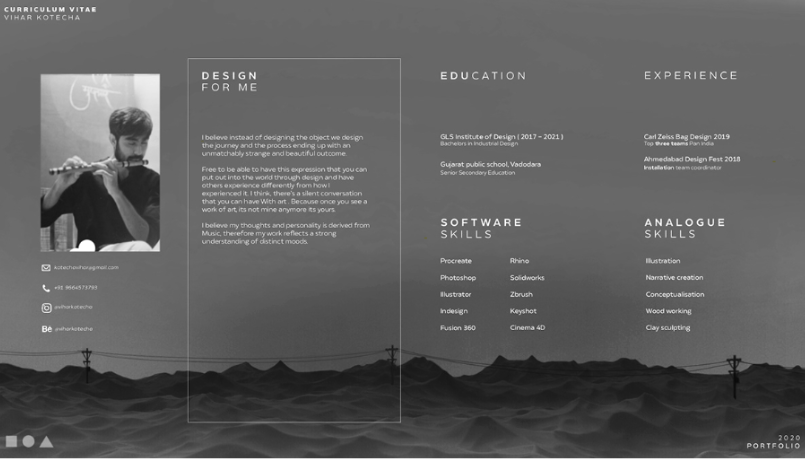 CURRICULUM VITAE
VIHAR KOTECHA
DESIGN
FOR ME
I believe instead of designing the object we design
the journey and the process ending up with an
unmatchably strange and beautiful outcome.
Free to be able to have this expression that you can
put out into the world through design and have
others experience differently from how I
experienced it. I think, there's a silent conversation
that you can have With art . Because once you see a
work of art, its not mine anymore its yours.
I believe my thoughts and personality is derived from
Music, therefore my work reflects a strong
understanding of distinct moods.
EDUCATION
GLS Institute of Design ( 2017 – 2021 )
Bachelors in Industrial Design
Gujarat public school, Vadodara
Senior Secondary Education
EXPERIENCE
Carl Zeiss Bag Design 2019
Top three teams Pan India
Ahmedabad Design Fest 2018
Installation team coordinator
SOFTWARE
SKILLS
Procreate
Photoshop
Illustrator
Indesign
Fusion 360
Rhino
Solidworks
Zbrush
Keyshot
Cinema 4D
ANALOGUE
SKILLS
Illustration
Narrative creation
Conceptualisation
Wood working
Clay sculpting
Bē
2020
PORTFOLIO